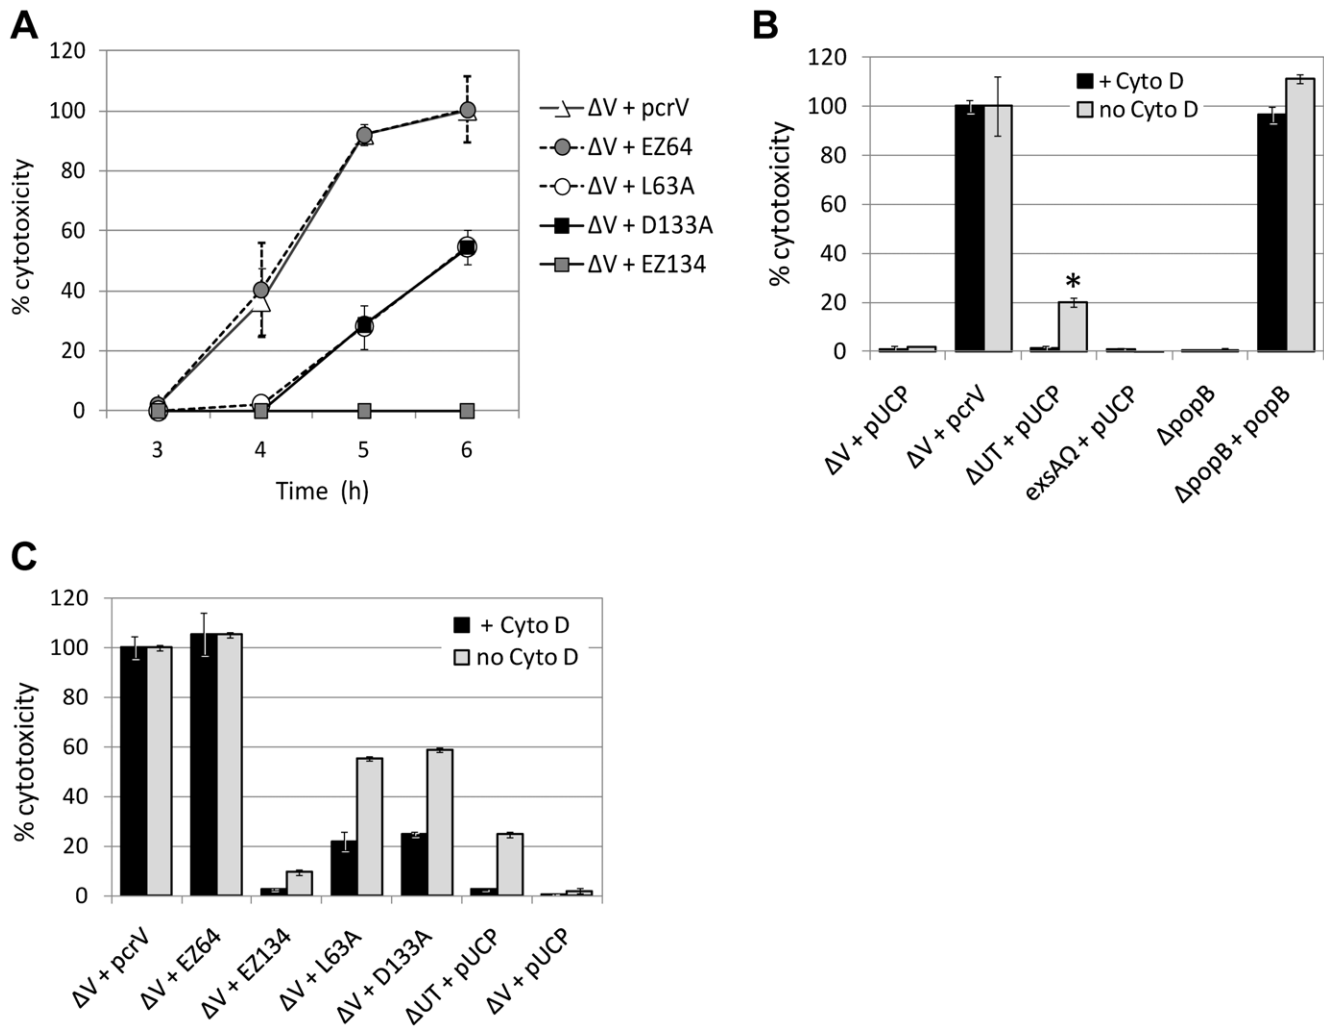 A
120
100
80
60
40
20
0
% cytotoxicity
3 4 5 6
Time (h)
ΔV + pcrV
ΔV + EZ64
ΔV + L63A
ΔV + D133A
ΔV + EZ134
B
120
100
80
60
40
20
0
% cytotoxicity
+ Cyto D
no Cyto D
*
ΔV + pUCP
ΔV + pcrV
ΔUT + pUCP
exsAΩ + pUCP
ΔpopB
ΔpopB + popB
C
120
100
80
60
40
20
0
% cytotoxicity
+ Cyto D
no Cyto D
ΔV + pcrV
ΔV + EZ64
ΔV + EZ134
ΔV + L63A
ΔV + D133A
ΔUT + pUCP
ΔV + pUCP